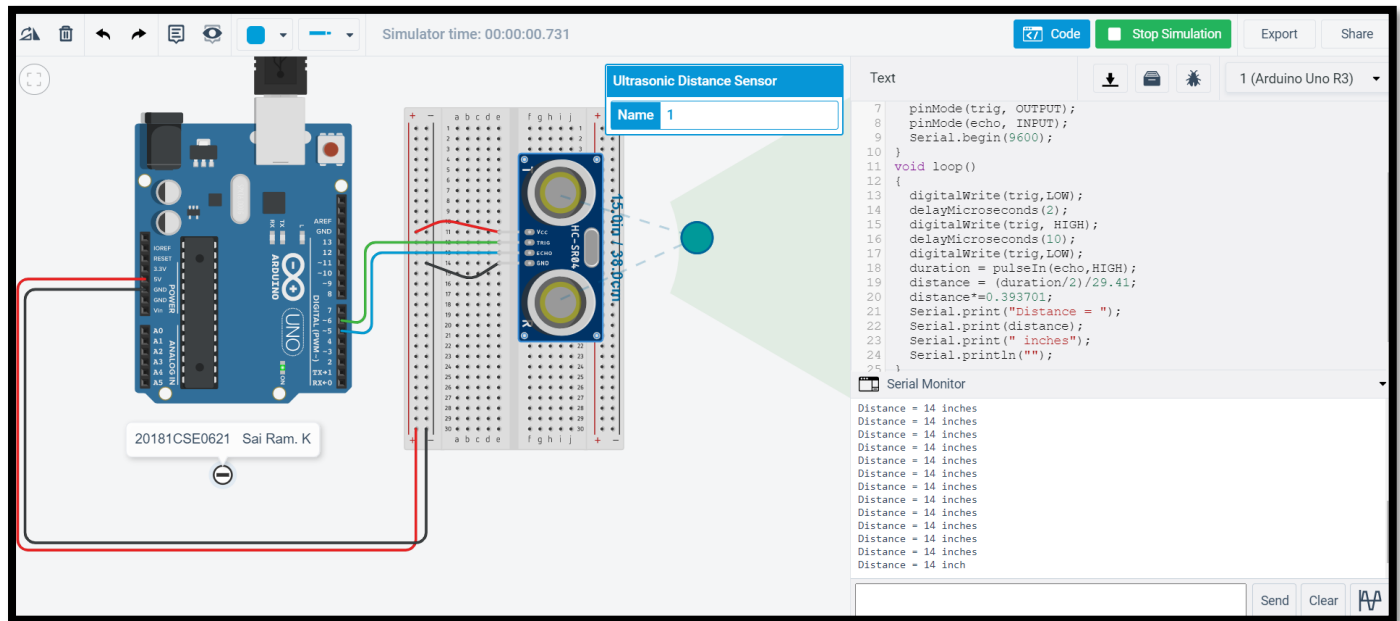 Simulator time: 00:00:00.731
Code
Stop Simulation
Export
Share
Ultrasonic Distance Sensor
Name 1
Text
1 (Arduino Uno R3)
7 pinMode(trig, OUTPUT);
8 pinMode(echo, INPUT);
9 Serial.begin(9600);
10 }
11 void loop()
12 {
13 digitalWrite(trig,LOW);
14 delayMicroseconds(2);
15 digitalWrite(trig, HIGH);
16 delayMicroseconds(10);
17 digitalWrite(trig,LOW);
18 duration = pulseIn(echo,HIGH);
19 distance = (duration/2)/29.41;
20 distance*=0.393701;
21 Serial.print("Distance = ");
22 Serial.print(distance);
23 Serial.print(" inches");
24 Serial.println("");
25 }
Serial Monitor
Distance = 14 inches
Distance = 14 inches
Distance = 14 inches
Distance = 14 inches
Distance = 14 inches
Distance = 14 inches
Distance = 14 inches
Distance = 14 inches
Distance = 14 inches
Distance = 14 inches
Distance = 14 inches
Distance = 14 inches
Distance = 14 inch
Send
Clear
AREF
GND
13
12
~11
~10
~9
8
7
~6
~5
4
~3
2
TX→1
RX←0
DIGITAL (PWM~)
IOREF
RESET
3.3V
5V
GND
GND
Vin
POWER
A0
A1
A2
A3
A4
A5
ANALOG IN
TX
RX
L
ON
ARDUINO
UNO
+ − a b c d e f g h i j + −
T
Vcc
TRIG
ECHO
GND
HC-SR04
R
+ − a b c d e f g h i j + −
20181CSE0621 Sai Ram. K